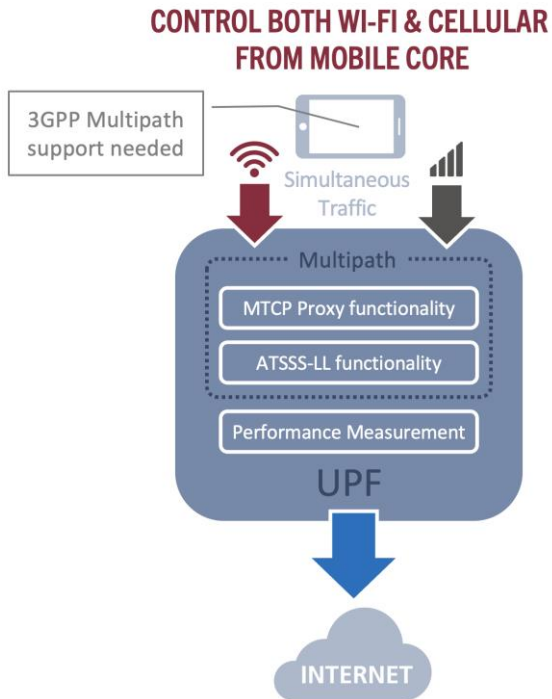 CONTROL BOTH WI-FI & CELLULAR
FROM MOBILE CORE
3GPP Multipath
support needed
Simultaneous
Traffic
Multipath
MTCP Proxy functionality
ATSSS-LL functionality
Performance Measurement
UPF
INTERNET